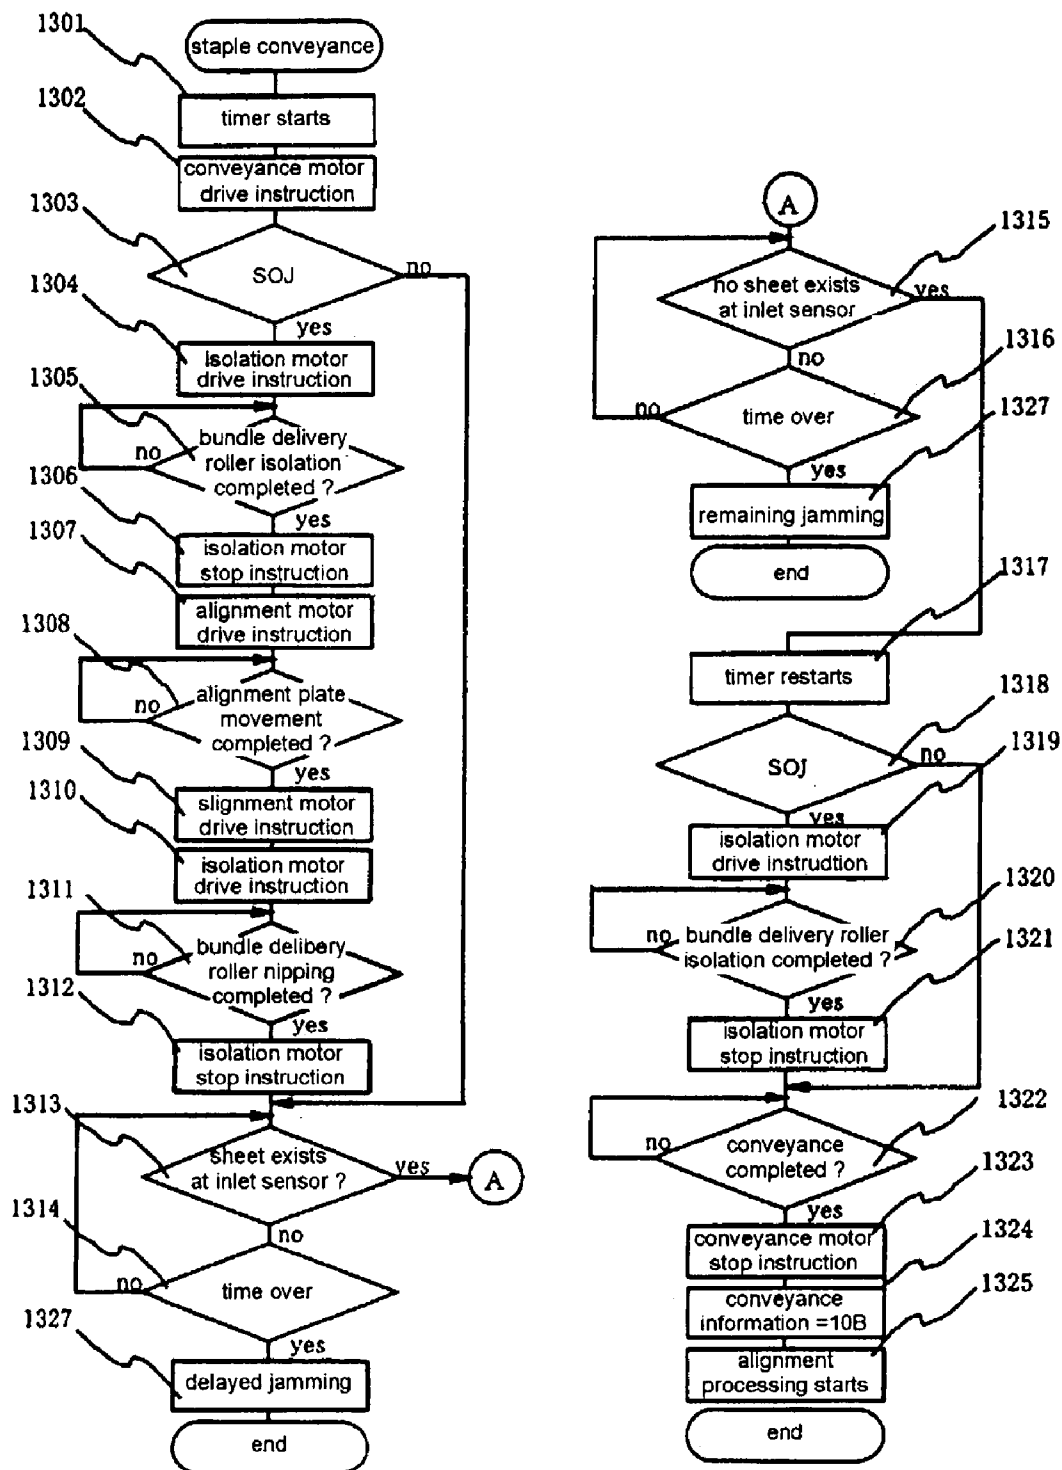 1301
staple conveyance
1302
timer starts
conveyance motor
drive instruction
1303
SOJ
no
1304
yes
isolation motor
drive instruction
1305
bundle delivery
no
roller isolation
1306
completed ?
yes
1307
isolation motor
stop instruction
alignment motor
drive instruction
1308
no
alignment plate
movement
completed ?
1309
yes
1310
slignment motor
drive instruction
isolation motor
drive instruction
1311
bundle delibery
no
roller nipping
1312
completed ?
yes
isolation motor
stop instruction
1313
sheet exists
at inlet sensor ?
yes
A
1314
no
no
time over
1327
yes
delayed jamming
end
A
1315
no sheet exists
at inlet sensor
yes
1316
no
no
time over
1327
yes
remaining jamming
end
1317
timer restarts
1318
SOJ
no
1319
yes
isolation motor
drive instrudtion
1320
no
bundle delivery roller
isolation completed ?
1321
yes
isolation motor
stop instruction
1322
no
conveyance
completed ?
1323
yes
conveyance motor
stop instruction
1324
conveyance
information =10B
1325
alignment
processing starts
end